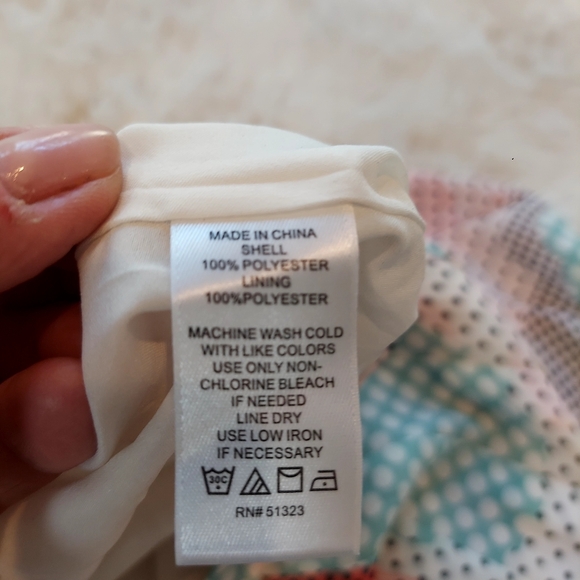 MADE IN CHINA
SHELL
100% POLYESTER
LINING
100%POLYESTER
MACHINE WASH COLD
WITH LIKE COLORS
USE ONLY NON-
CHLORINE BLEACH
IF NEEDED
LINE DRY
USE LOW IRON
IF NECESSARY
30C
RN# 51323